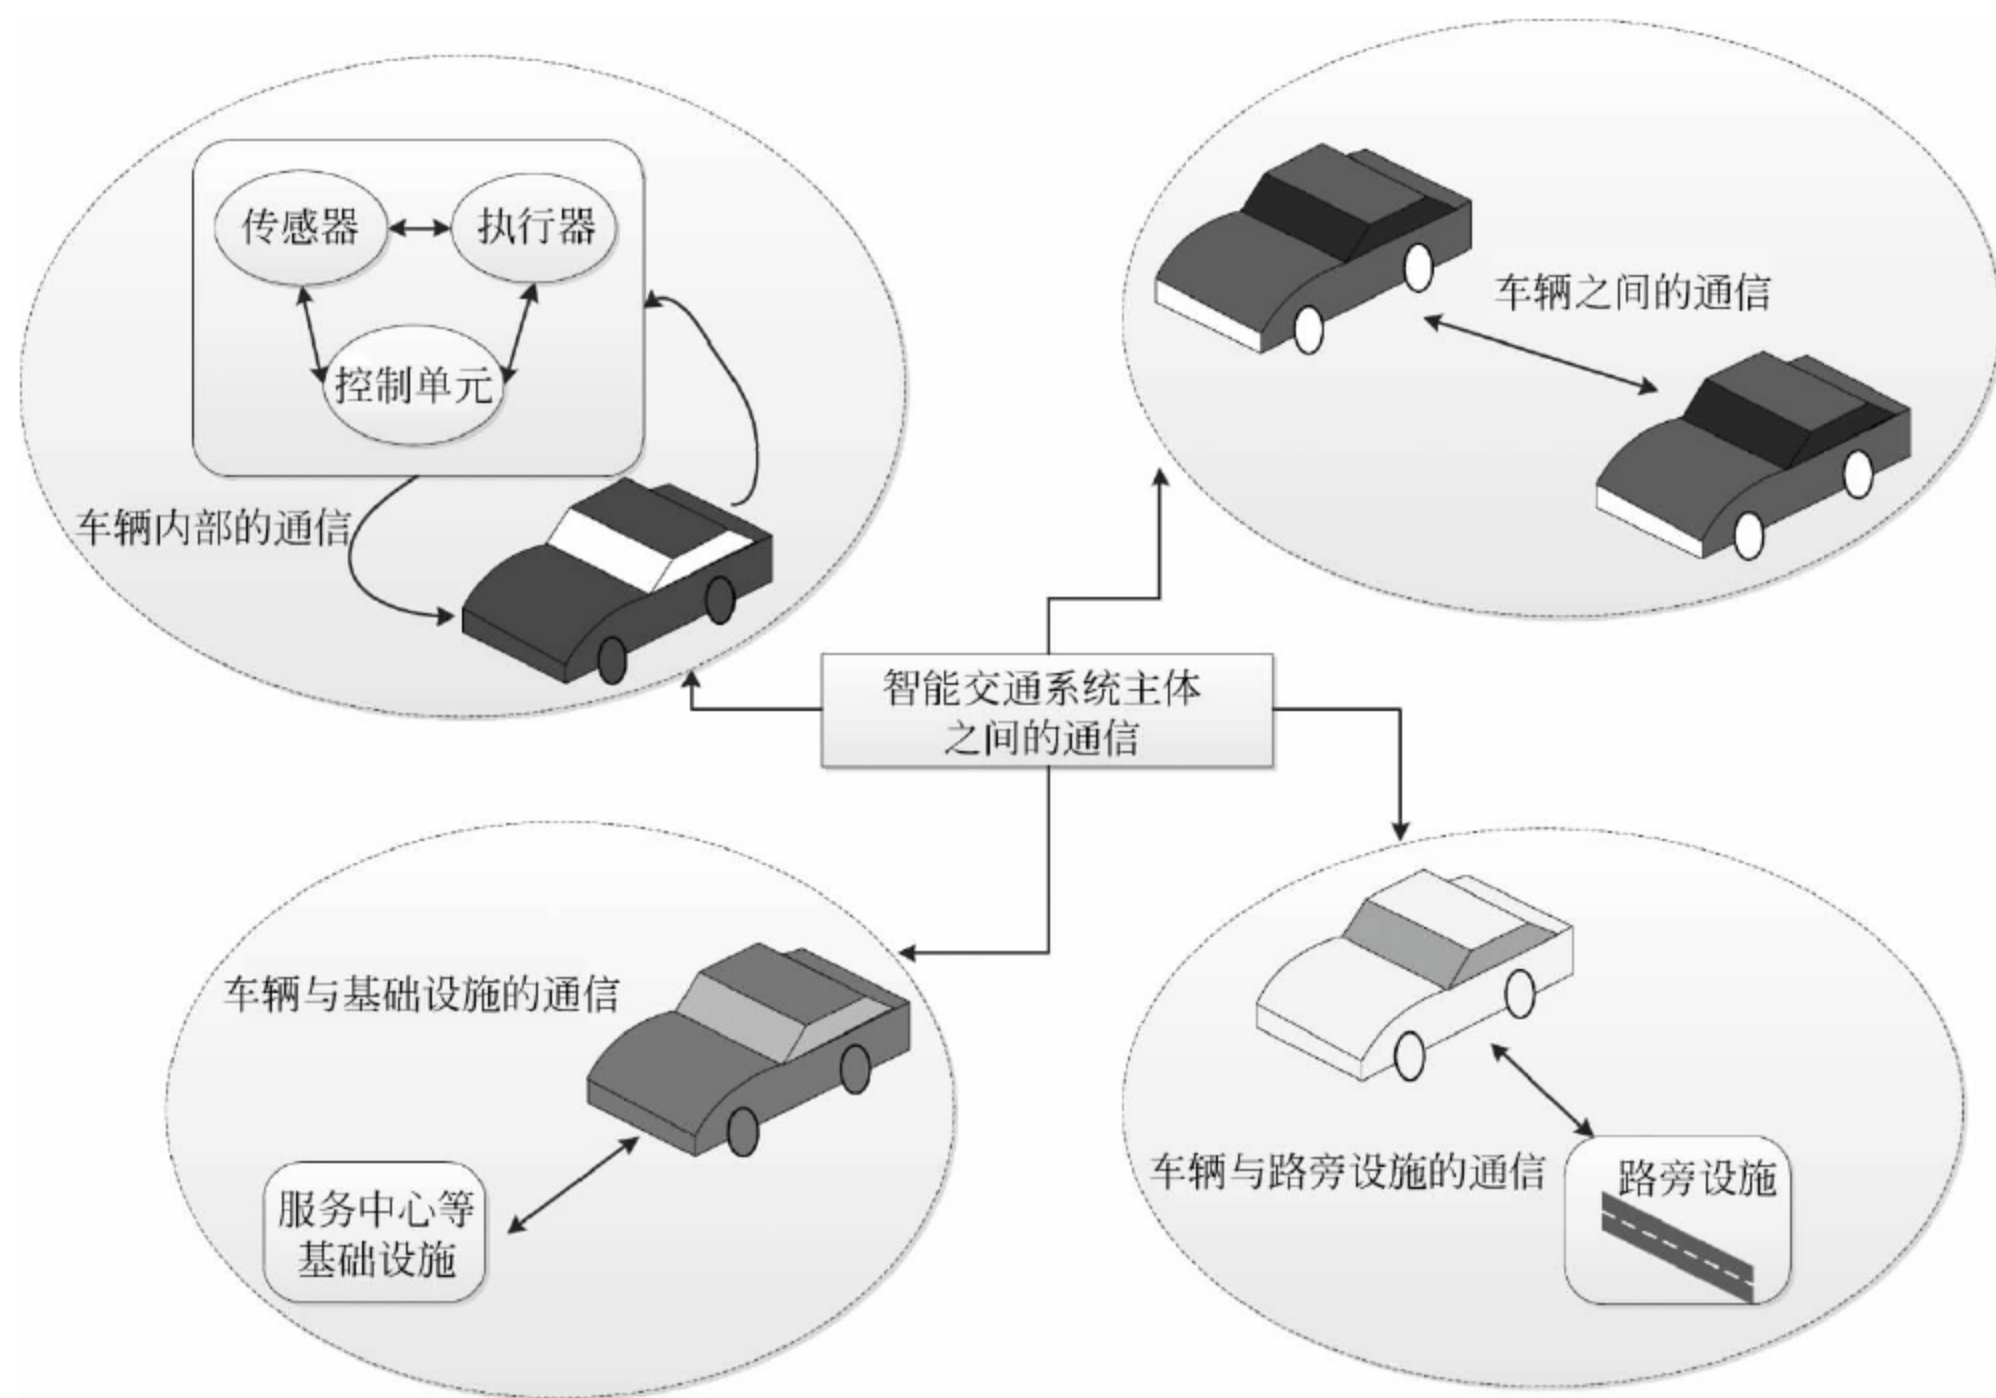 传感器
执行器
控制单元
车辆内部的通信
车辆之间的通信
智能交通系统主体
之间的通信
车辆与基础设施的通信
服务中心等
基础设施
车辆与路旁设施的通信
路旁设施